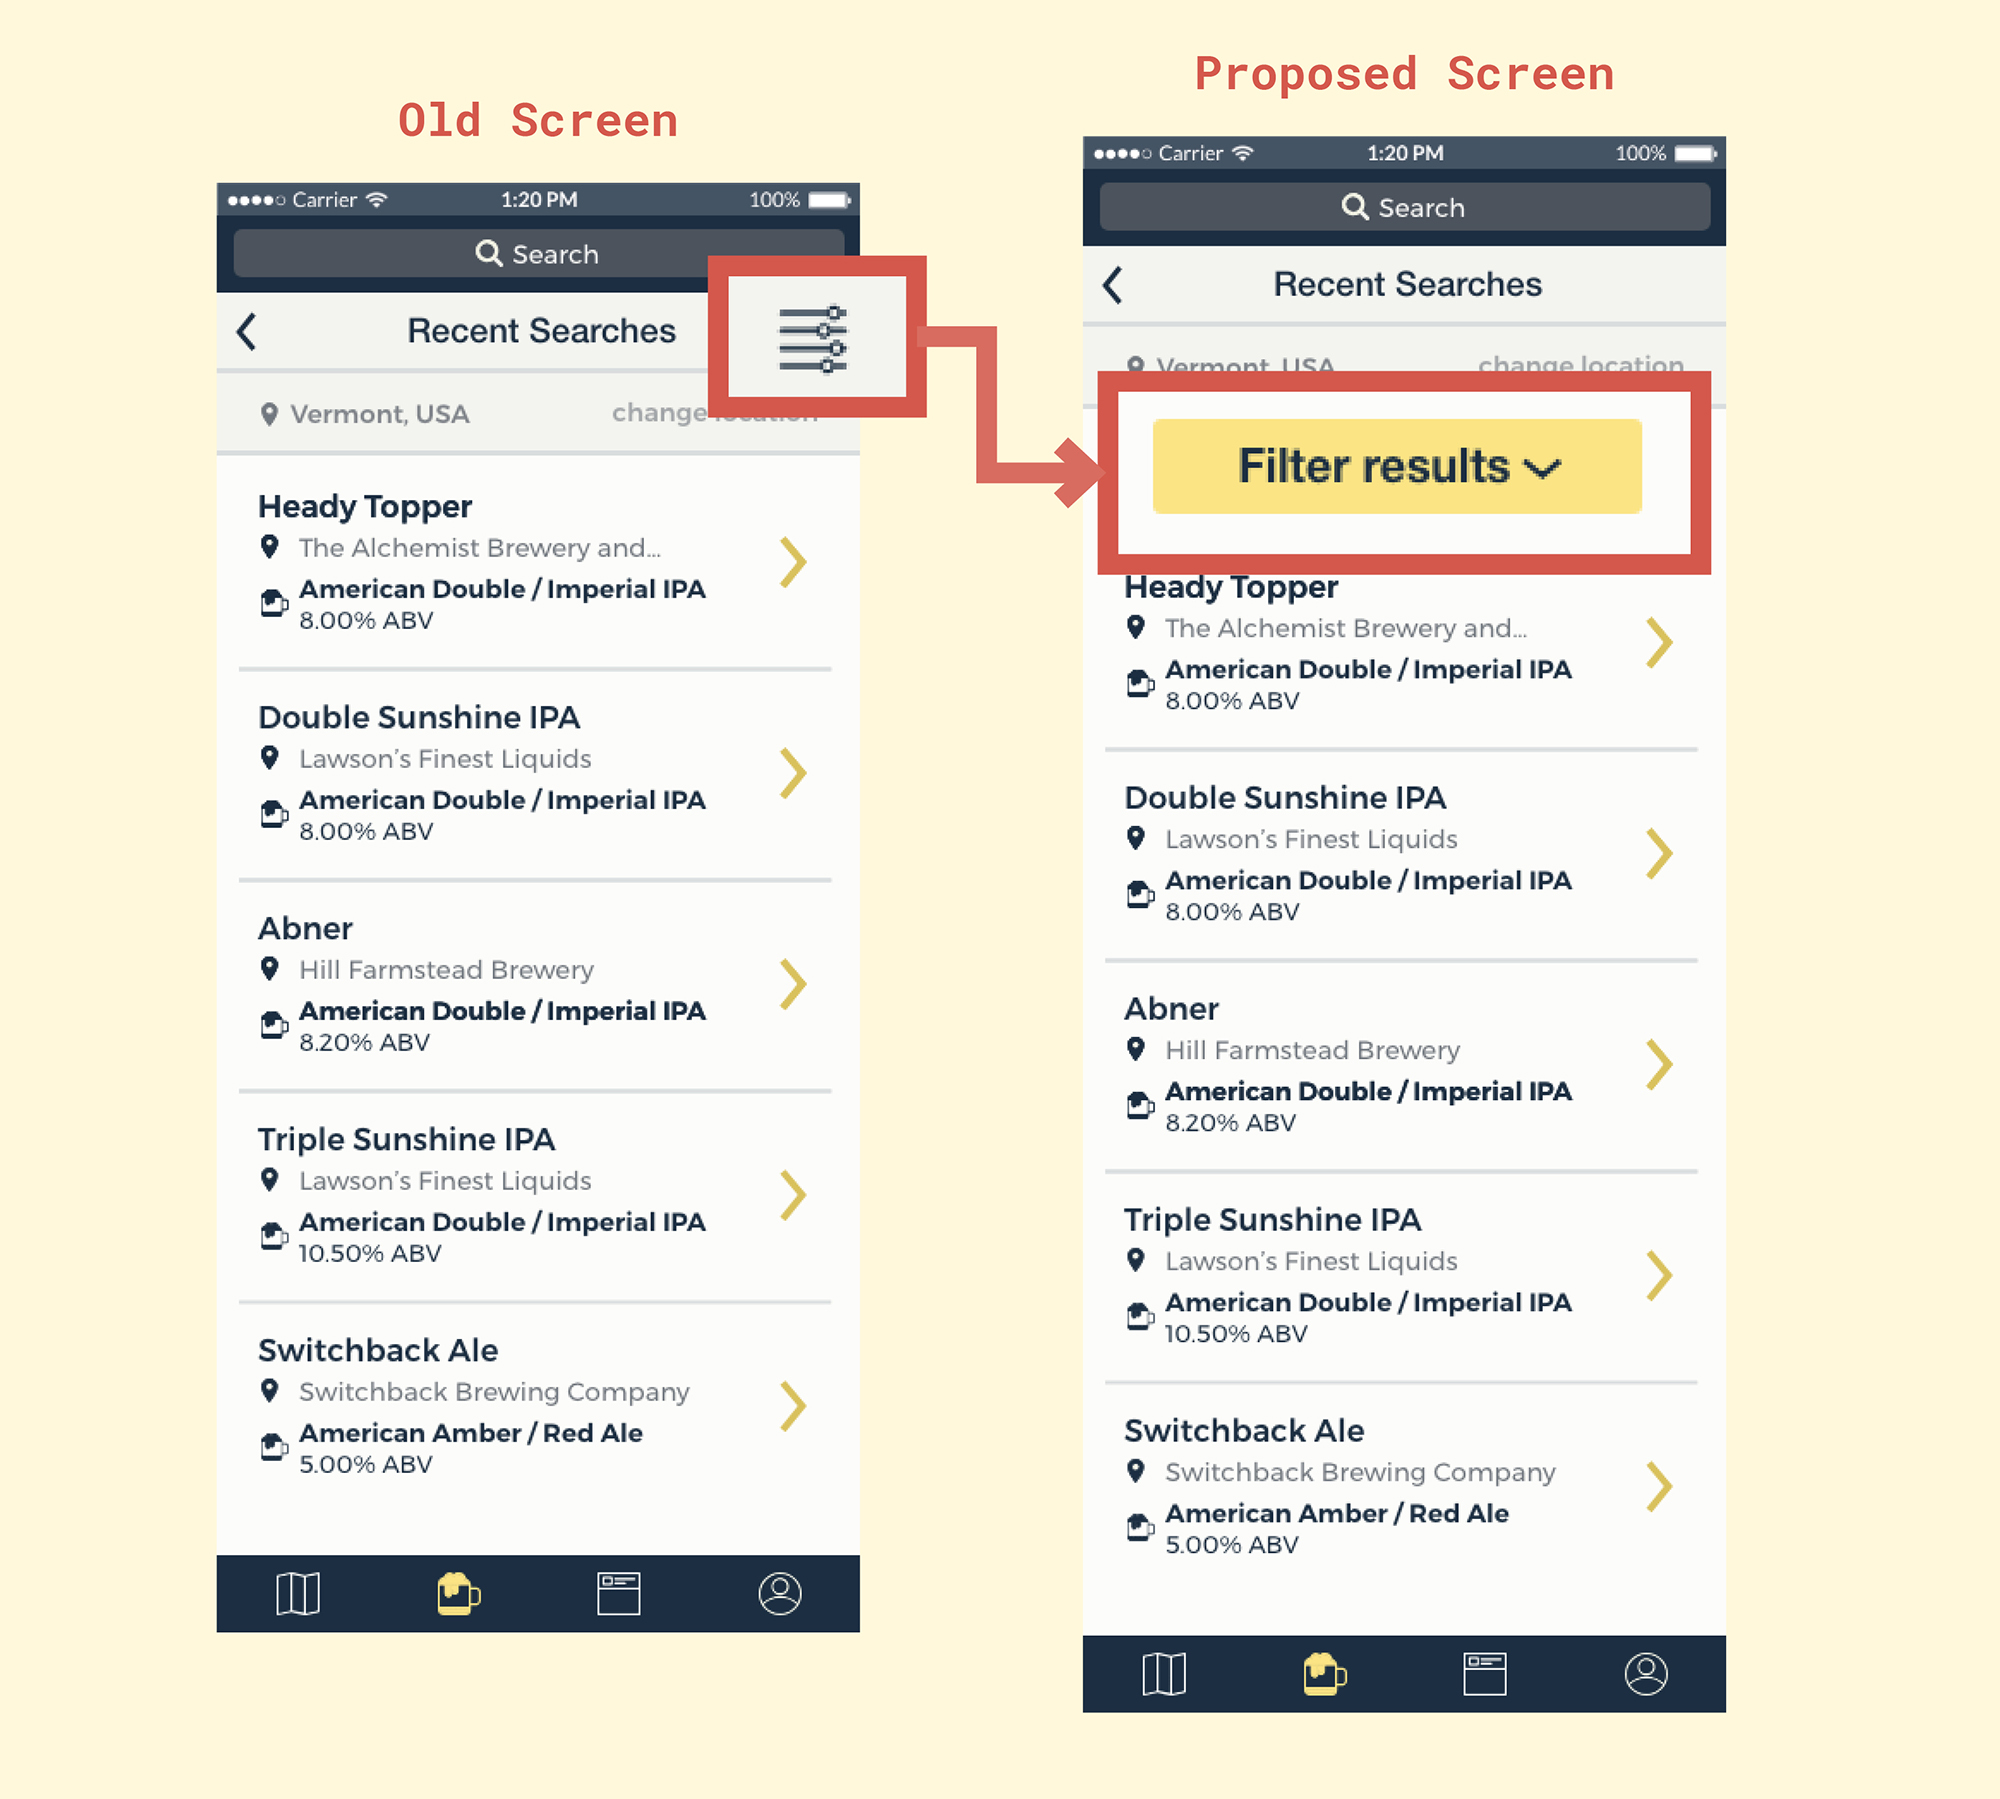 Old Screen
Carrier 1:20 PM 100%
Search
Recent Searches
Vermont, USA change location
Heady Topper
The Alchemist Brewery and...
American Double / Imperial IPA
8.00% ABV
Double Sunshine IPA
Lawson's Finest Liquids
American Double / Imperial IPA
8.00% ABV
Abner
Hill Farmstead Brewery
American Double / Imperial IPA
8.20% ABV
Triple Sunshine IPA
Lawson's Finest Liquids
American Double / Imperial IPA
10.50% ABV
Switchback Ale
Switchback Brewing Company
American Amber / Red Ale
5.00% ABV
Proposed Screen
Carrier 1:20 PM 100%
Search
Recent Searches
Vermont, USA change location
Filter results
Heady Topper
The Alchemist Brewery and...
American Double / Imperial IPA
8.00% ABV
Double Sunshine IPA
Lawson's Finest Liquids
American Double / Imperial IPA
8.00% ABV
Abner
Hill Farmstead Brewery
American Double / Imperial IPA
8.20% ABV
Triple Sunshine IPA
Lawson's Finest Liquids
American Double / Imperial IPA
10.50% ABV
Switchback Ale
Switchback Brewing Company
American Amber / Red Ale
5.00% ABV